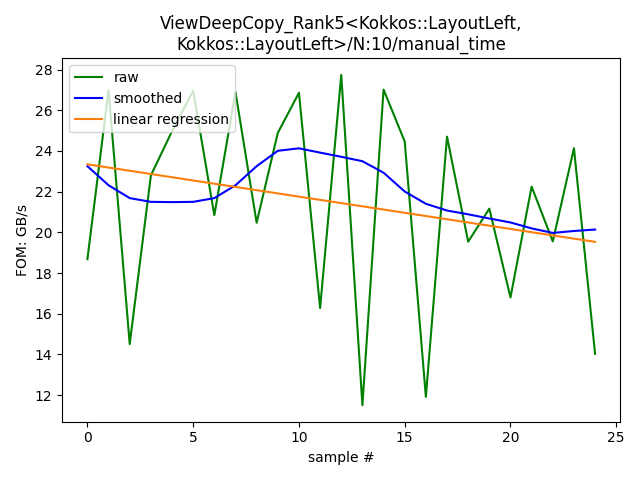 ViewDeepCopy_Rank5<Kokkos::LayoutLeft,
Kokkos::LayoutLeft>/N:10/manual_time
raw
smoothed
linear regression
FOM: GB/s
28
26
24
22
20
18
16
14
12
0
5
10
15
20
25
sample #